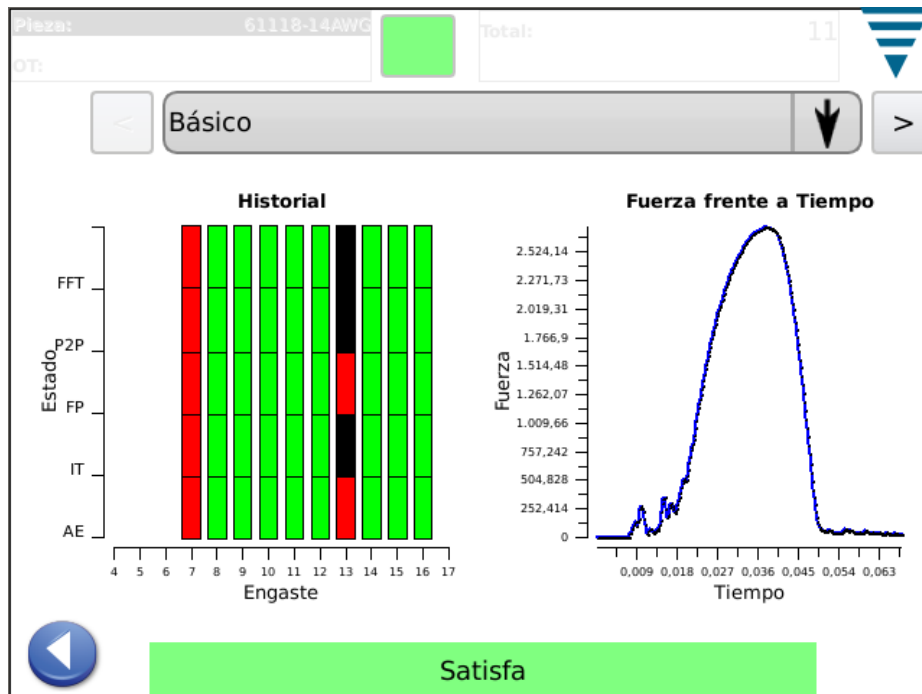 Pieza: 61118-14AWG
Total: 11
OT:
< Básico >
Historial
Fuerza frente a Tiempo
FFT
P2P
FP
IT
AE
Estado
4 5 6 7 8 9 10 11 12 13 14 15 16 17
Engaste
2.524,14
2.271,73
2.019,31
1.766,9
1.514,48
1.262,07
1.009,66
757,242
504,828
252,414
0
Fuerza
0,009 0,018 0,027 0,036 0,045 0,054 0,063
Tiempo
Satisfa